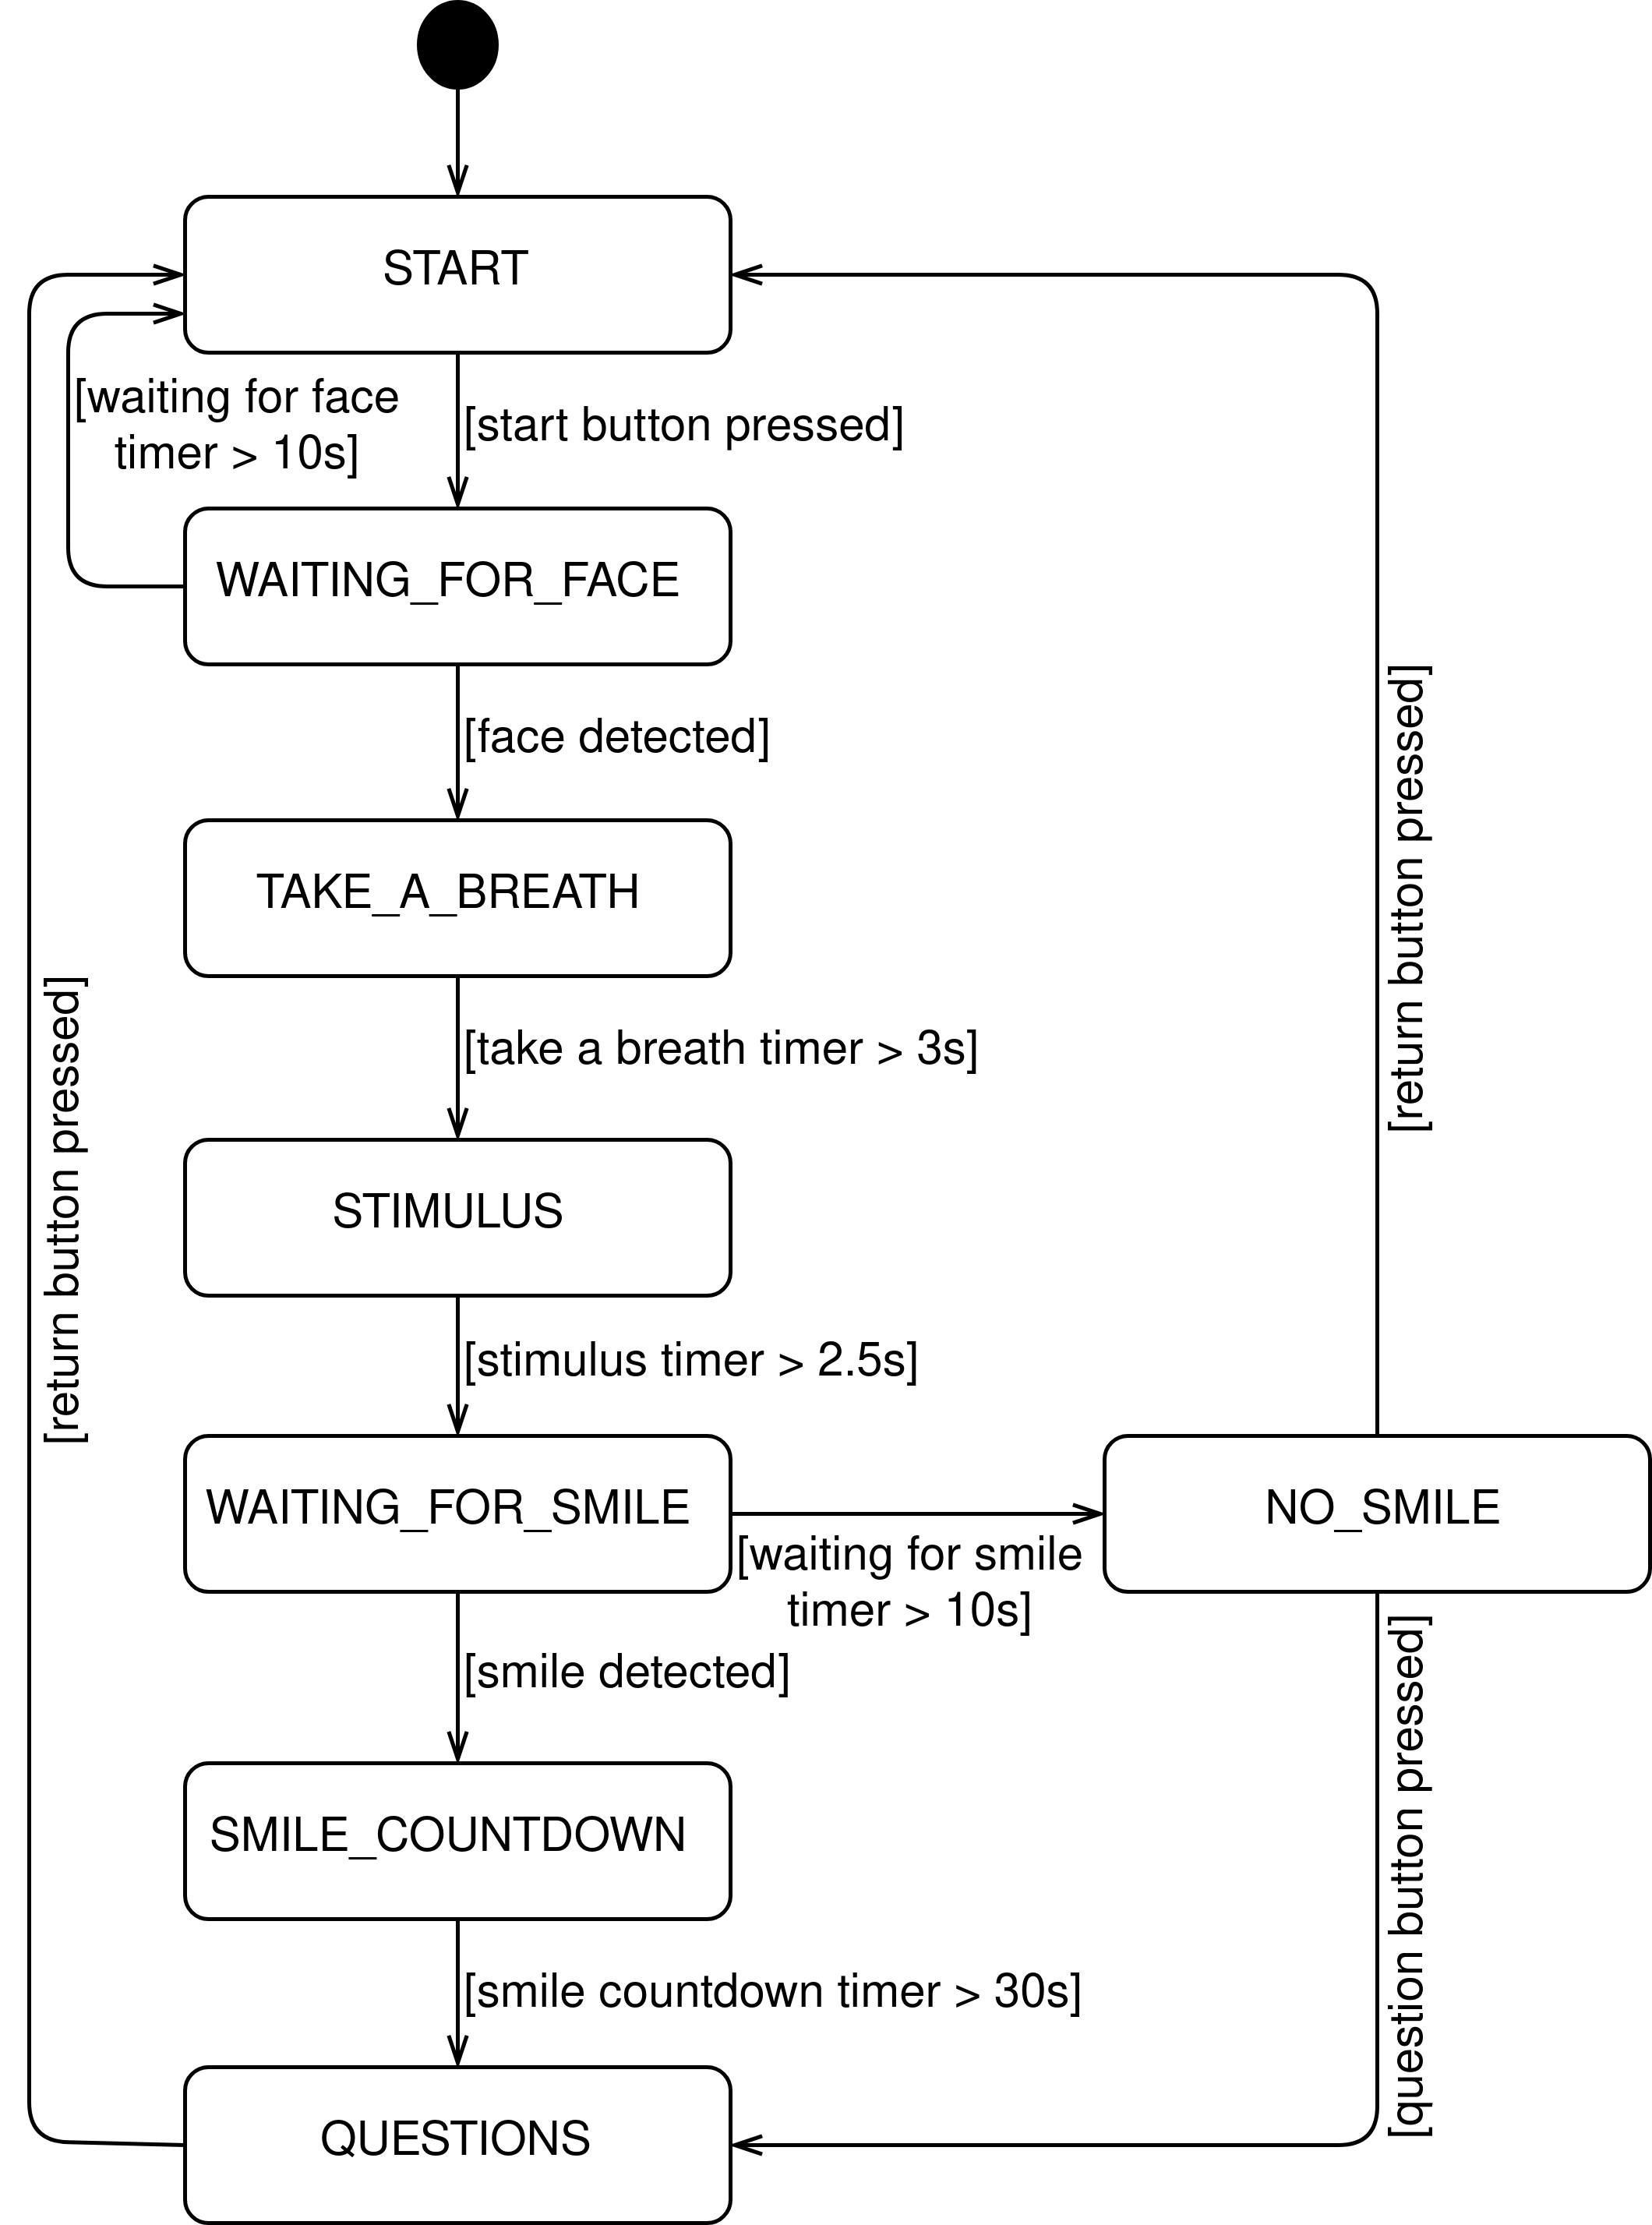 START
[waiting for face
timer > 10s]
[start button pressed]
WAITING_FOR_FACE
[face detected]
TAKE_A_BREATH
[take a breath timer > 3s]
STIMULUS
[stimulus timer > 2.5s]
[return button pressed]
[return button pressed]
WAITING_FOR_SMILE
NO_SMILE
[waiting for smile
timer > 10s]
[smile detected]
SMILE_COUNTDOWN
[smile countdown timer > 30s]
[question button pressed]
QUESTIONS